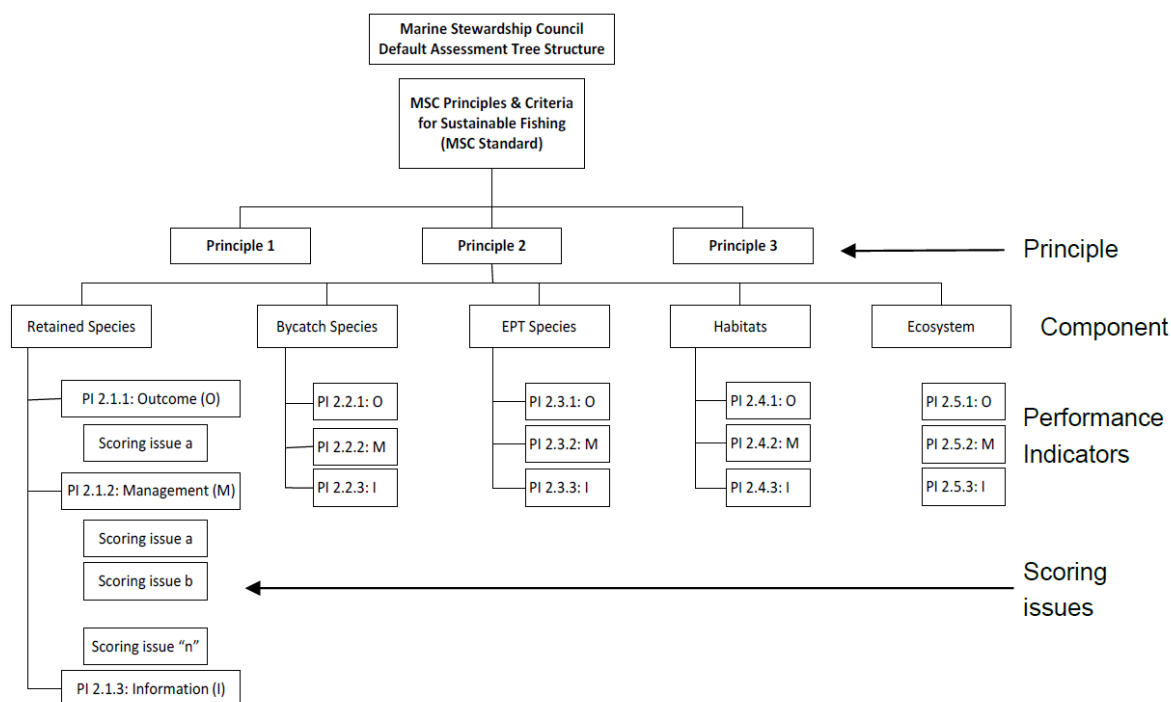 Marine Stewardship Council
Default Assessment Tree Structure
MSC Principles & Criteria
for Sustainable Fishing
(MSC Standard)
Principle 1
Principle 2
Principle 3
Principle
Retained Species
Bycatch Species
EPT Species
Habitats
Ecosystem
Component
PI 2.1.1: Outcome (O)
Scoring issue a
PI 2.1.2: Management (M)
Scoring issue a
Scoring issue b
Scoring issue “n”
PI 2.1.3: Information (I)
PI 2.2.1: O
PI 2.2.2: M
PI 2.2.3: I
PI 2.3.1: O
PI 2.3.2: M
PI 2.3.3: I
PI 2.4.1: O
PI 2.4.2: M
PI 2.4.3: I
PI 2.5.1: O
PI 2.5.2: M
PI 2.5.3: I
Performance
Indicators
Scoring
issues